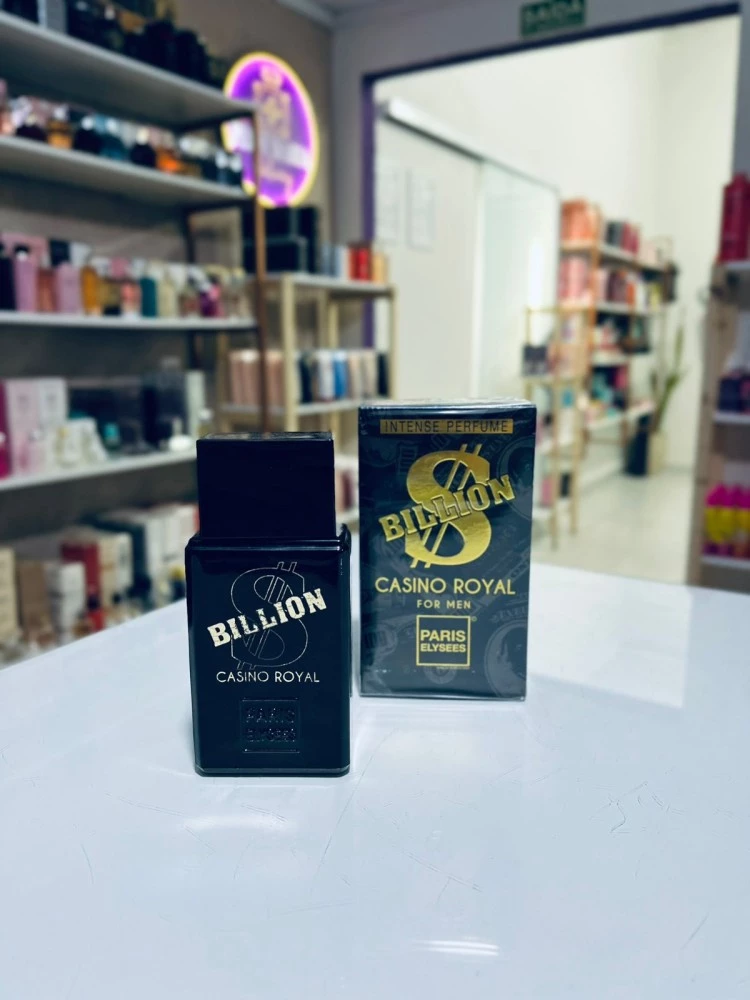 SAÍDA
INTENSE PERFUME
$
BILLION
CASINO ROYAL
FOR MEN
PARIS
ELYSEES
$
BILLION
CASINO ROYAL
PARIS
ELYSEES